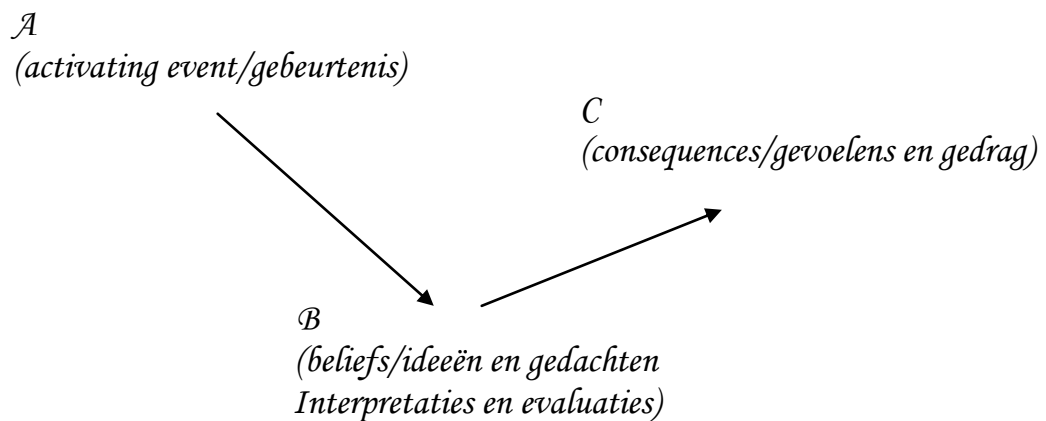 A
(activating event/gebeurtenis)
C
(consequences/gevoelens en gedrag)
B
(beliefs/ideeën en gedachten
Interpretaties en evaluaties)